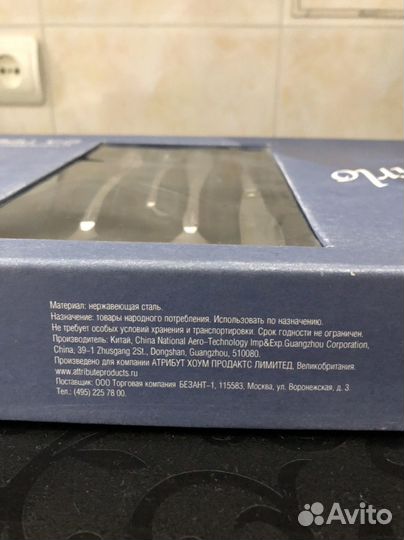 Материал: нержавеющая сталь.
Назначение: товары народного потребления. Использовать по назначению.
Не требует особых условий хранения и транспортировки. Срок годности не ограничен.
Производитель: Китай, China National Aero-Technology Imp&Exp.Guangzhou Corporation,
China, 39-1 Zhusgang 2St., Dongshan, Guangzhou, 510080.
Произведено для компании АТРИБУТ ХОУМ ПРОДАКТС ЛИМИТЕД, Великобритания.
www.attributeproducts.ru
Поставщик: ООО Торговая компания БЕЗАНТ-1, 115583, Москва, ул. Воронежская, д. 3.
Тел.: (495) 225 78 00.
Avito